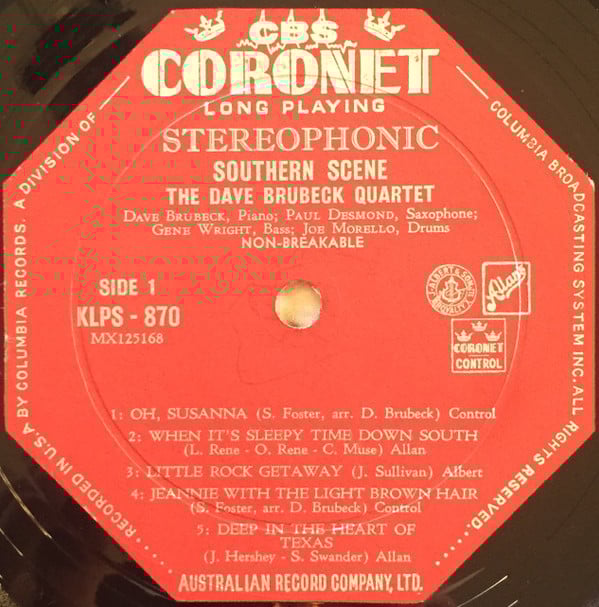 CBS
CORONET
LONG PLAYING
STEREOPHONIC
SOUTHERN SCENE
THE DAVE BRUBECK QUARTET
DAVE BRUBECK, Piano; PAUL DESMOND, Saxophone;
GENE WRIGHT, Bass; JOE MORELLO, Drums
NON-BREAKABLE
SIDE 1
KLPS - 870
MX125168
Allans
CORONET
CONTROL
1: OH, SUSANNA (S. Foster, arr. D. Brubeck) Control
2: WHEN IT'S SLEEPY TIME DOWN SOUTH
(L. Rene - O. Rene - C. Muse) Allan
3: LITTLE ROCK GETAWAY (J. Sullivan) Albert
4: JEANNIE WITH THE LIGHT BROWN HAIR
(S. Foster, arr. D. Brubeck) Control
5: DEEP IN THE HEART OF
TEXAS
(J. Hershey - S. Swander) Allan
.....RECORDED IN U.S.A BY COLUMBIA RECORDS. A DIVISION OF —
— COLUMBIA BROADCASTING SYSTEM INC. ALL RIGHTS RESERVED.....
AUSTRALIAN RECORD COMPANY, LTD.